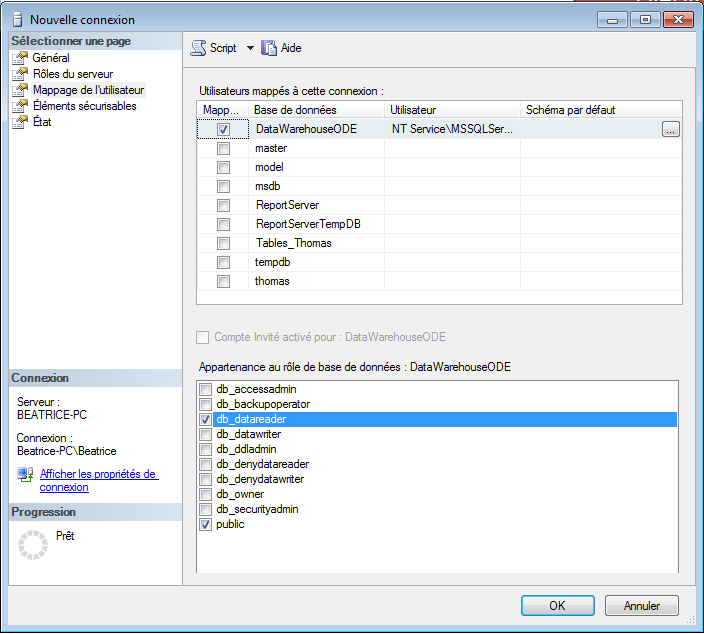 Nouvelle connexion
Sélectionner une page
Général
Rôles du serveur
Mappage de l'utilisateur
Éléments sécurisables
État
Script
Aide
Utilisateurs mappés à cette connexion :
Mapp... Base de données Utilisateur Schéma par défaut
DataWarehouseODE NT Service\MSSQLSer... ...
master
model
msdb
ReportServer
ReportServerTempDB
Tables_Thomas
tempdb
thomas
Compte Invité activé pour : DataWarehouseODE
Appartenance au rôle de base de données : DataWarehouseODE
db_accessadmin
db_backupoperator
db_datareader
db_datawriter
db_ddladmin
db_denydatareader
db_denydatawriter
db_owner
db_securityadmin
public
Connexion
Serveur :
BEATRICE-PC
Connexion :
Beatrice-PC\Beatrice
Afficher les propriétés de
connexion
Progression
Prêt
OK
Annuler